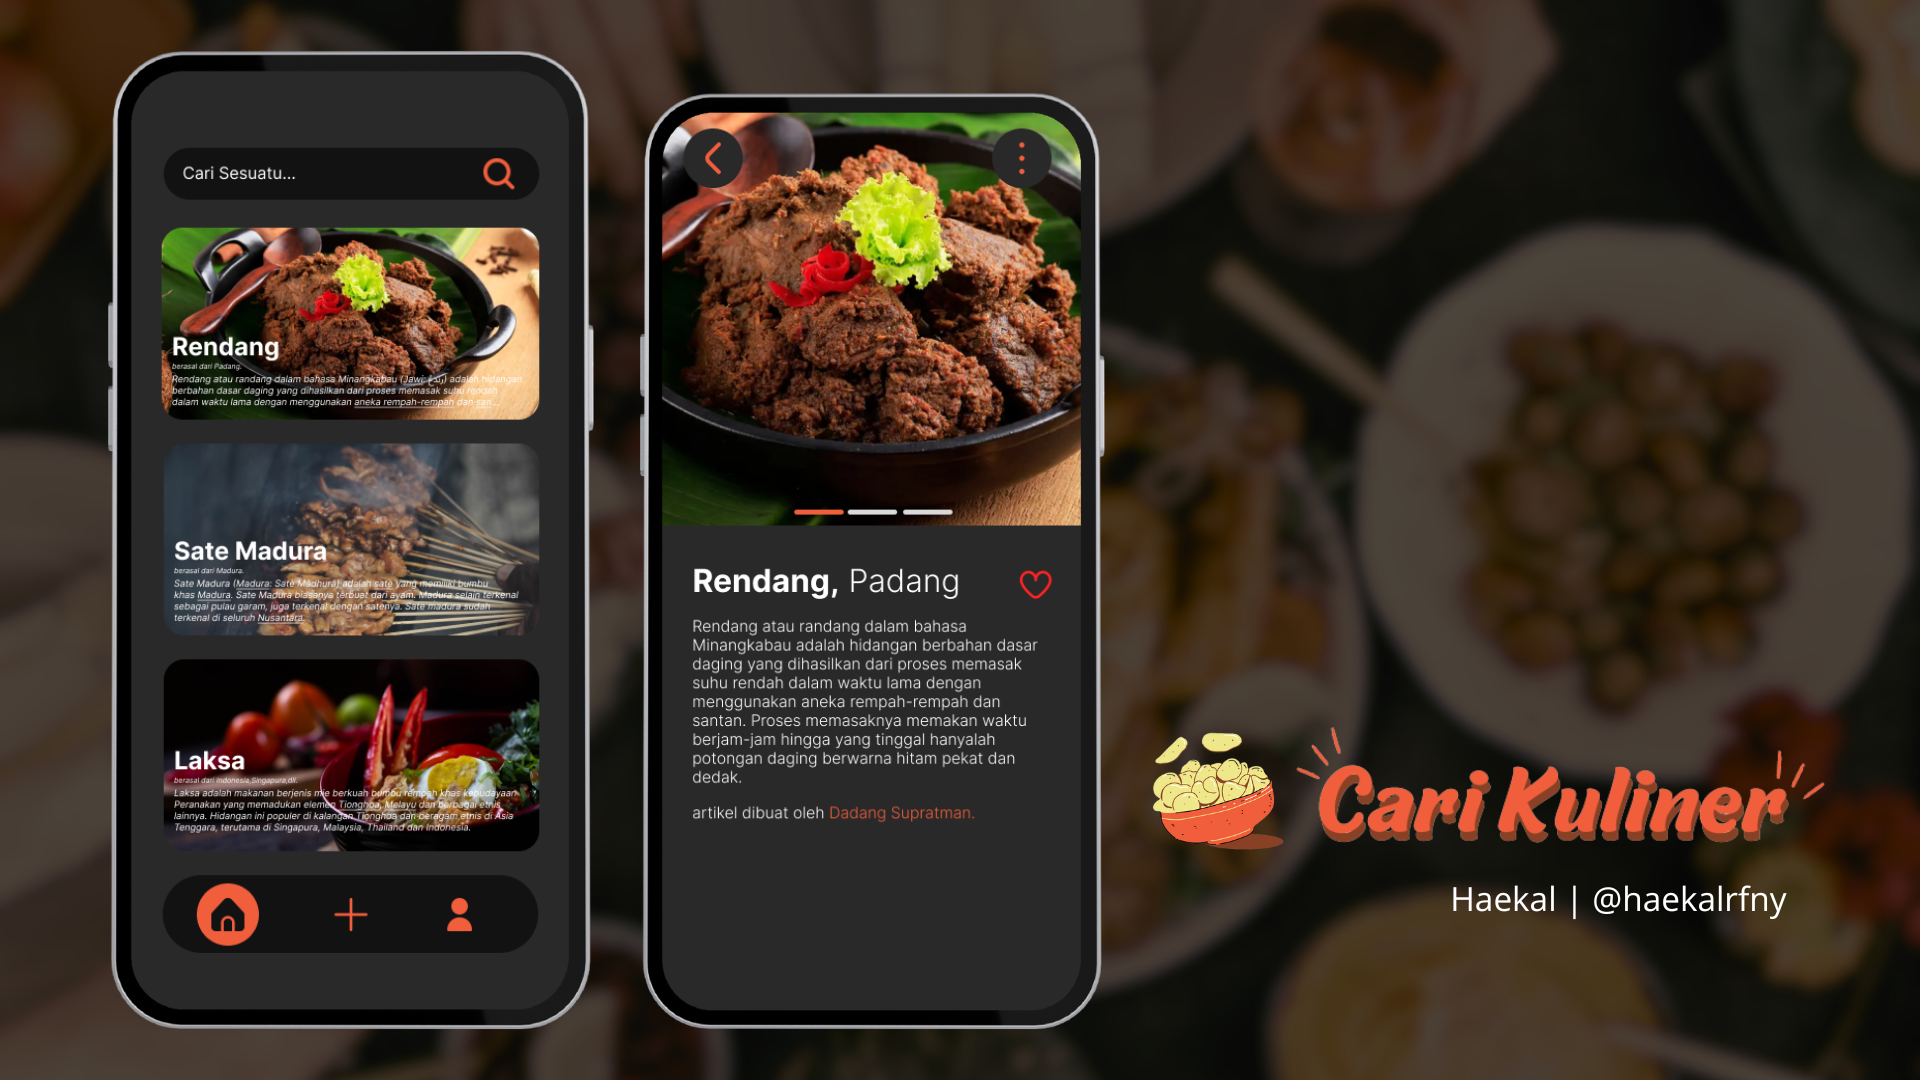 Cari Sesuatu...
Rendang
berasal dari Padang.
Rendang atau randang dalam bahasa Minangkabau (Jawi: رندڠ) adalah hidangan
berbahan dasar daging yang dihasilkan dari proses memasak suhu rendah
dalam waktu lama dengan menggunakan aneka rempah-rempah dan san...
Sate Madura
berasal dari Madura.
Sate Madura (Madura: Satè Madhurâ) adalah sate yang memiliki bumbu
khas Madura. Sate Madura biasanya terbuat dari ayam. Madura selain terkenal
sebagai pulau garam, juga terkenal dengan satenya. Sate madura sudah
terkenal di seluruh Nusantara.
Laksa
berasal dari Indonesia,Singapura,dll.
Laksa adalah makanan berjenis mie berkuah bumbu rempah khas kebudayaan
Peranakan yang memadukan elemen Tionghoa, Melayu dan berbagai etnis
lainnya. Hidangan ini populer di kalangan Tionghoa dan beragam etnis di Asia
Tenggara, terutama di Singapura, Malaysia, Thailand dan Indonesia.
Rendang, Padang
Rendang atau randang dalam bahasa
Minangkabau adalah hidangan berbahan dasar
daging yang dihasilkan dari proses memasak
suhu rendah dalam waktu lama dengan
menggunakan aneka rempah-rempah dan
santan. Proses memasaknya memakan waktu
berjam-jam hingga yang tinggal hanyalah
potongan daging berwarna hitam pekat dan
dedak.
artikel dibuat oleh Dadang Supratman.
Cari Kuliner
Haekal | @haekalrfny